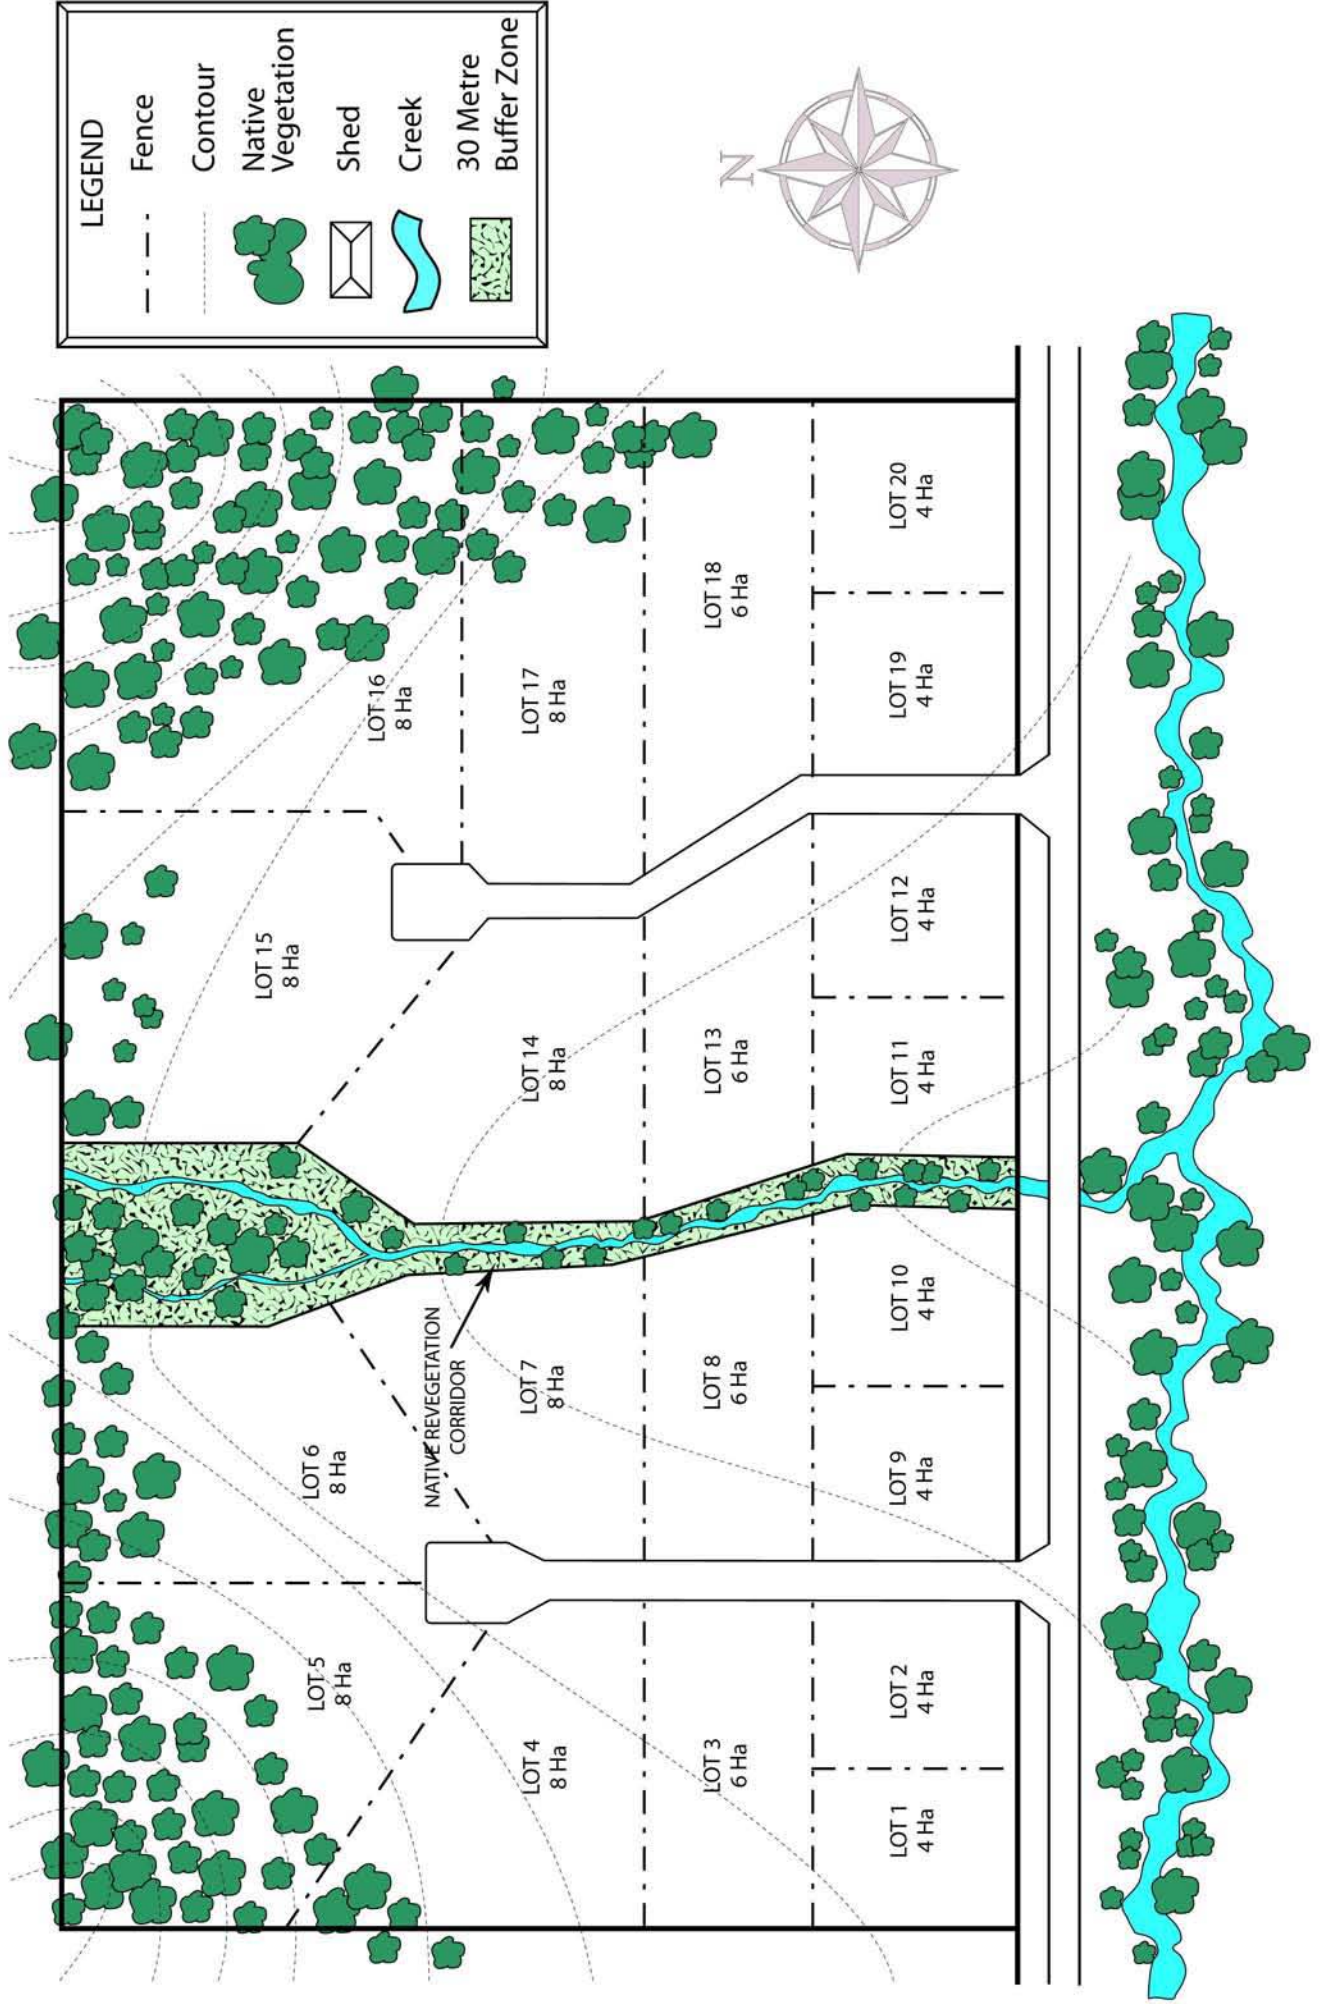 LEGEND
Fence
Contour
Native
Vegetation
Shed
Creek
30 Metre
Buffer Zone
N
LOT 5
8 Ha
LOT 6
8 Ha
LOT 15
8 Ha
LOT 16
8 Ha
NATIVE REVEGETATION
CORRIDOR
LOT 4
8 Ha
LOT 7
8 Ha
LOT 14
8 Ha
LOT 17
8 Ha
LOT 3
6 Ha
LOT 8
6 Ha
LOT 13
6 Ha
LOT 18
6 Ha
LOT 1
4 Ha
LOT 2
4 Ha
LOT 9
4 Ha
LOT 10
4 Ha
LOT 11
4 Ha
LOT 12
4 Ha
LOT 19
4 Ha
LOT 20
4 Ha